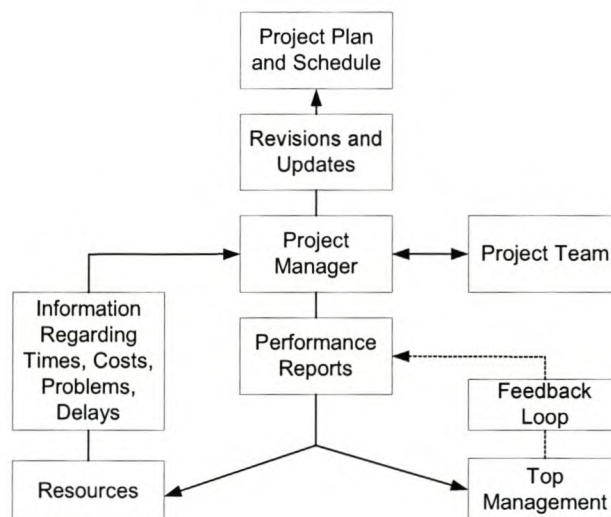 Project Plan
and Schedule
Revisions and
Updates
Project
Manager
Project Team
Information
Regarding
Times, Costs,
Problems,
Delays
Performance
Reports
Feedback
Loop
Resources
Top
Management